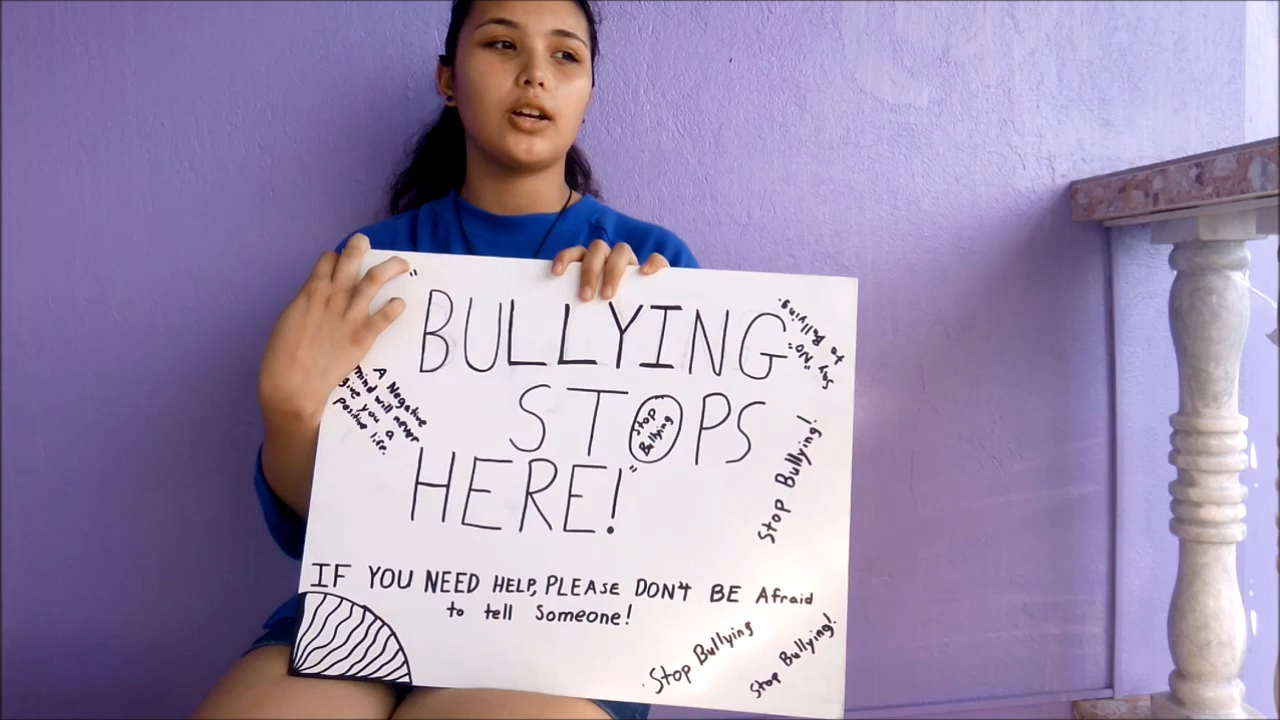 "BULLYING
STOPS
Stop
Bullying
HERE!"
A Negative
mind will never
give you a
positive life.
Say "No"
to Bullying.
Stop Bullying!
IF YOU NEED HELP, PLEASE DON'T BE Afraid
to tell Someone!
Stop Bullying
Stop Bullying!